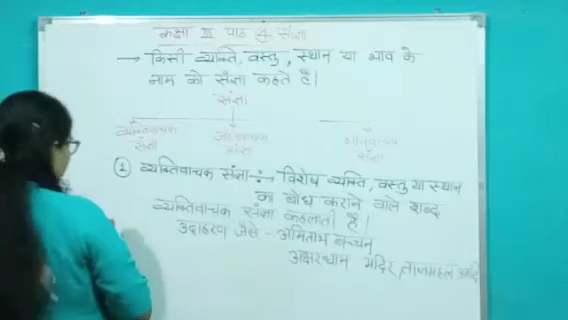 कक्षा III पाठ ④ संज्ञा
→ किसी व्यक्ति, वस्तु, स्थान या भाव के
नाम को संज्ञा कहते हैं।
संज्ञा
व्यक्तिवाचक संज्ञा
जातिवाचक संज्ञा
भाववाचक संज्ञा
① व्यक्तिवाचक संज्ञा :- विशेष व्यक्ति, वस्तु या स्थान
का बोध कराने वाले शब्द
व्यक्तिवाचक संज्ञा कहलाती है।
उदाहरण जैसे - अमिताभ बच्चन
अक्षरधाम मंदिर, ताजमहल आदि